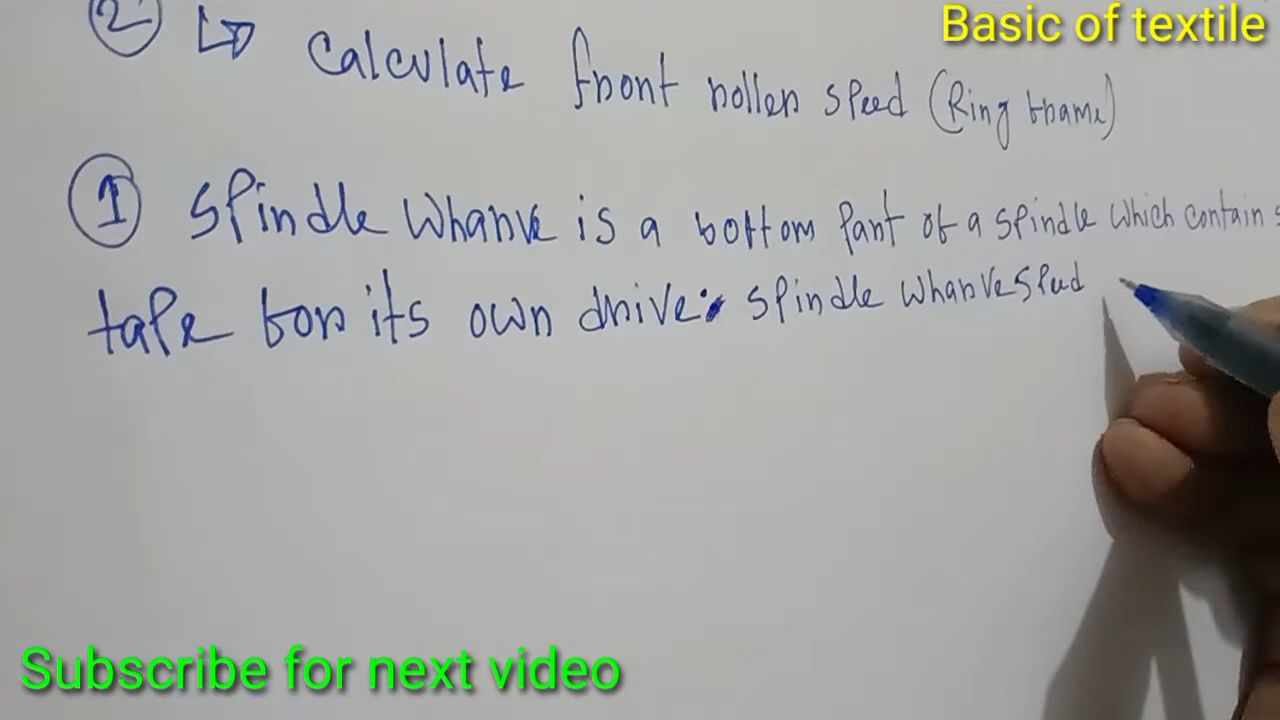 Basic of textile
② ↳ Calculate front roller speed (Ring frame)
① Spindle wharve is a bottom part of a spindle which contain s
tape for its own drive. spindle wharve speed
Subscribe for next video